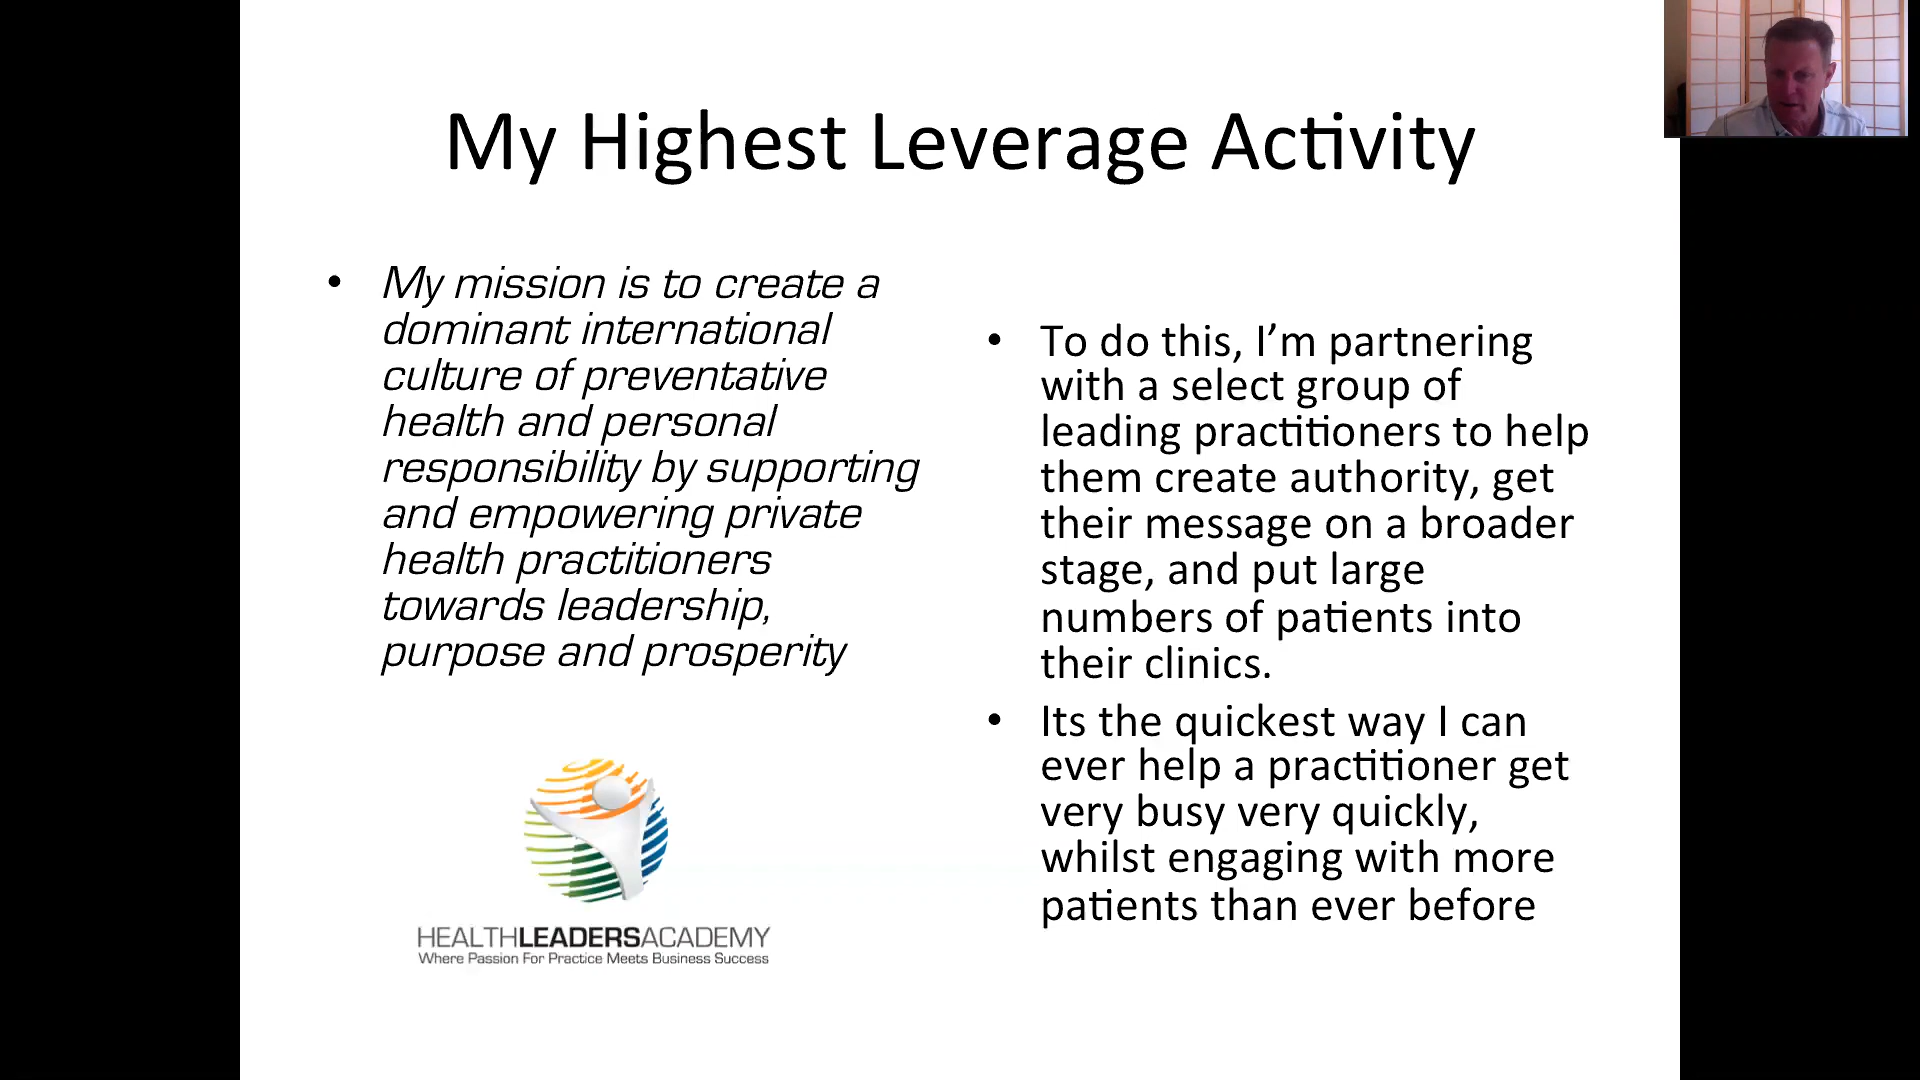 My Highest Leverage Activity
• My mission is to create a
dominant international
culture of preventative
health and personal
responsibility by supporting
and empowering private
health practitioners
towards leadership,
purpose and prosperity
HEALTHLEADERSACADEMY
Where Passion For Practice Meets Business Success
• To do this, I’m partnering
with a select group of
leading practitioners to help
them create authority, get
their message on a broader
stage, and put large
numbers of patients into
their clinics.
• Its the quickest way I can
ever help a practitioner get
very busy very quickly,
whilst engaging with more
patients than ever before